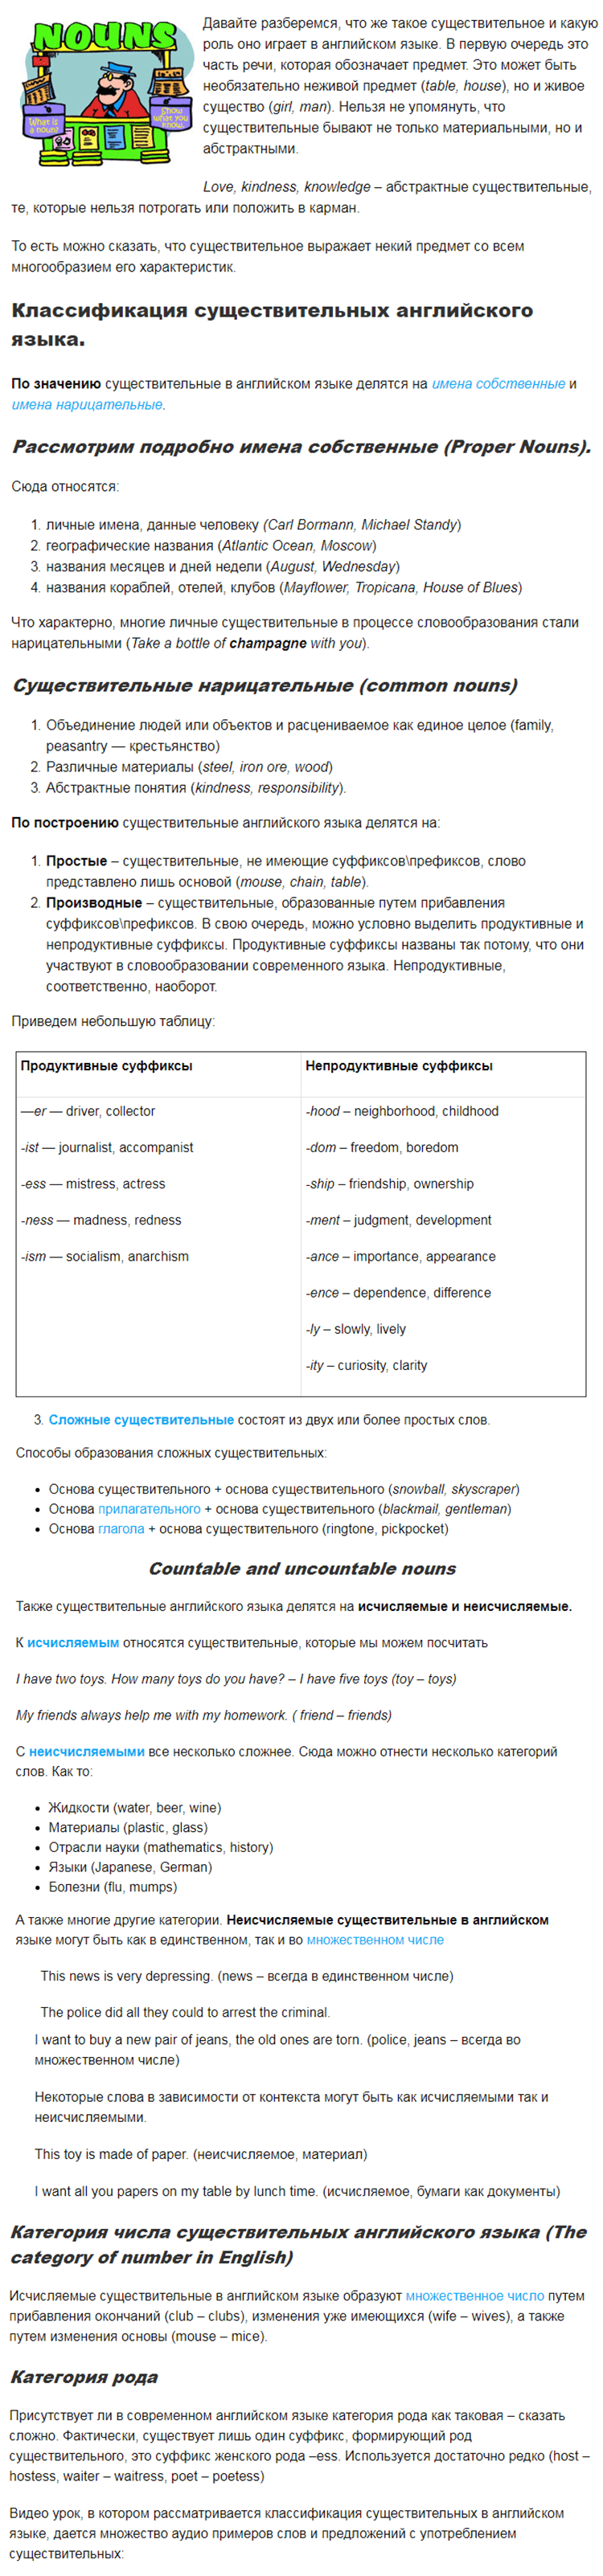 NOUNS
What is a noun?
Show what you know.
Давайте разберемся, что же такое существительное и какую
роль оно играет в английском языке. В первую очередь это
часть речи, которая обозначает предмет. Это может быть
необязательно неживой предмет (table, house), но и живое
существо (girl, man). Нельзя не упомянуть, что
существительные бывают не только материальными, но и
абстрактными.
Love, kindness, knowledge – абстрактные существительные,
те, которые нельзя потрогать или положить в карман.
То есть можно сказать, что существительное выражает некий предмет со всем
многообразием его характеристик.
Классификация существительных английского
языка.
По значению существительные в английском языке делятся на имена собственные и
имена нарицательные.
Рассмотрим подробно имена собственные (Proper Nouns).
Сюда относятся:
1. личные имена, данные человеку (Carl Bormann, Michael Standy)
2. географические названия (Atlantic Ocean, Moscow)
3. названия месяцев и дней недели (August, Wednesday)
4. названия кораблей, отелей, клубов (Mayflower, Tropicana, House of Blues)
Что характерно, многие личные существительные в процессе словообразования стали
нарицательными (Take a bottle of champagne with you).
Существительные нарицательные (common nouns)
1. Объединение людей или объектов и расцениваемое как единое целое (family,
peasantry — крестьянство)
2. Различные материалы (steel, iron ore, wood)
3. Абстрактные понятия (kindness, responsibility).
По построению существительные английского языка делятся на:
1. Простые – существительные, не имеющие суффиксов\префиксов, слово
представлено лишь основой (mouse, chain, table).
2. Производные – существительные, образованные путем прибавления
суффиксов\префиксов. В свою очередь, можно условно выделить продуктивные и
непродуктивные суффиксы. Продуктивные суффиксы названы так потому, что они
участвуют в словообразовании современного языка. Непродуктивные,
соответственно, наоборот.
Приведем небольшую таблицу:
Продуктивные суффиксы
—er — driver, collector
-ist — journalist, accompanist
-ess — mistress, actress
-ness — madness, redness
-ism — socialism, anarchism
Непродуктивные суффиксы
-hood – neighborhood, childhood
-dom – freedom, boredom
-ship – friendship, ownership
-ment – judgment, development
-ance – importance, appearance
-ence – dependence, difference
-ly – slowly, lively
-ity – curiosity, clarity
3. Сложные существительные состоят из двух или более простых слов.
Способы образования сложных существительных:
• Основа существительного + основа существительного (snowball, skyscraper)
• Основа прилагательного + основа существительного (blackmail, gentleman)
• Основа глагола + основа существительного (ringtone, pickpocket)
Countable and uncountable nouns
Также существительные английского языка делятся на исчисляемые и неисчисляемые.
К исчисляемым относятся существительные, которые мы можем посчитать
I have two toys. How many toys do you have? – I have five toys (toy – toys)
My friends always help me with my homework. ( friend – friends)
С неисчисляемыми все несколько сложнее. Сюда можно отнести несколько категорий
слов. Как то:
• Жидкости (water, beer, wine)
• Материалы (plastic, glass)
• Отрасли науки (mathematics, history)
• Языки (Japanese, German)
• Болезни (flu, mumps)
А также многие другие категории. Неисчисляемые существительные в английском
языке могут быть как в единственном, так и во множественном числе
This news is very depressing. (news – всегда в единственном числе)
The police did all they could to arrest the criminal.
I want to buy a new pair of jeans, the old ones are torn. (police, jeans – всегда во
множественном числе)
Некоторые слова в зависимости от контекста могут быть как исчисляемыми так и
неисчисляемыми.
This toy is made of paper. (неисчисляемое, материал)
I want all you papers on my table by lunch time. (исчисляемое, бумаги как документы)
Категория числа существительных английского языка (The
category of number in English)
Исчисляемые существительные в английском языке образуют множественное число путем
прибавления окончаний (club – clubs), изменения уже имеющихся (wife – wives), а также
путем изменения основы (mouse – mice).
Категория рода
Присутствует ли в современном английском языке категория рода как таковая – сказать
сложно. Фактически, существует лишь один суффикс, формирующий род
существительного, это суффикс женского рода –ess. Используется достаточно редко (host –
hostess, waiter – waitress, poet – poetess)
Видео урок, в котором рассматривается классификация существительных в английском
языке, дается множество аудио примеров слов и предложений с употреблением
существительных: